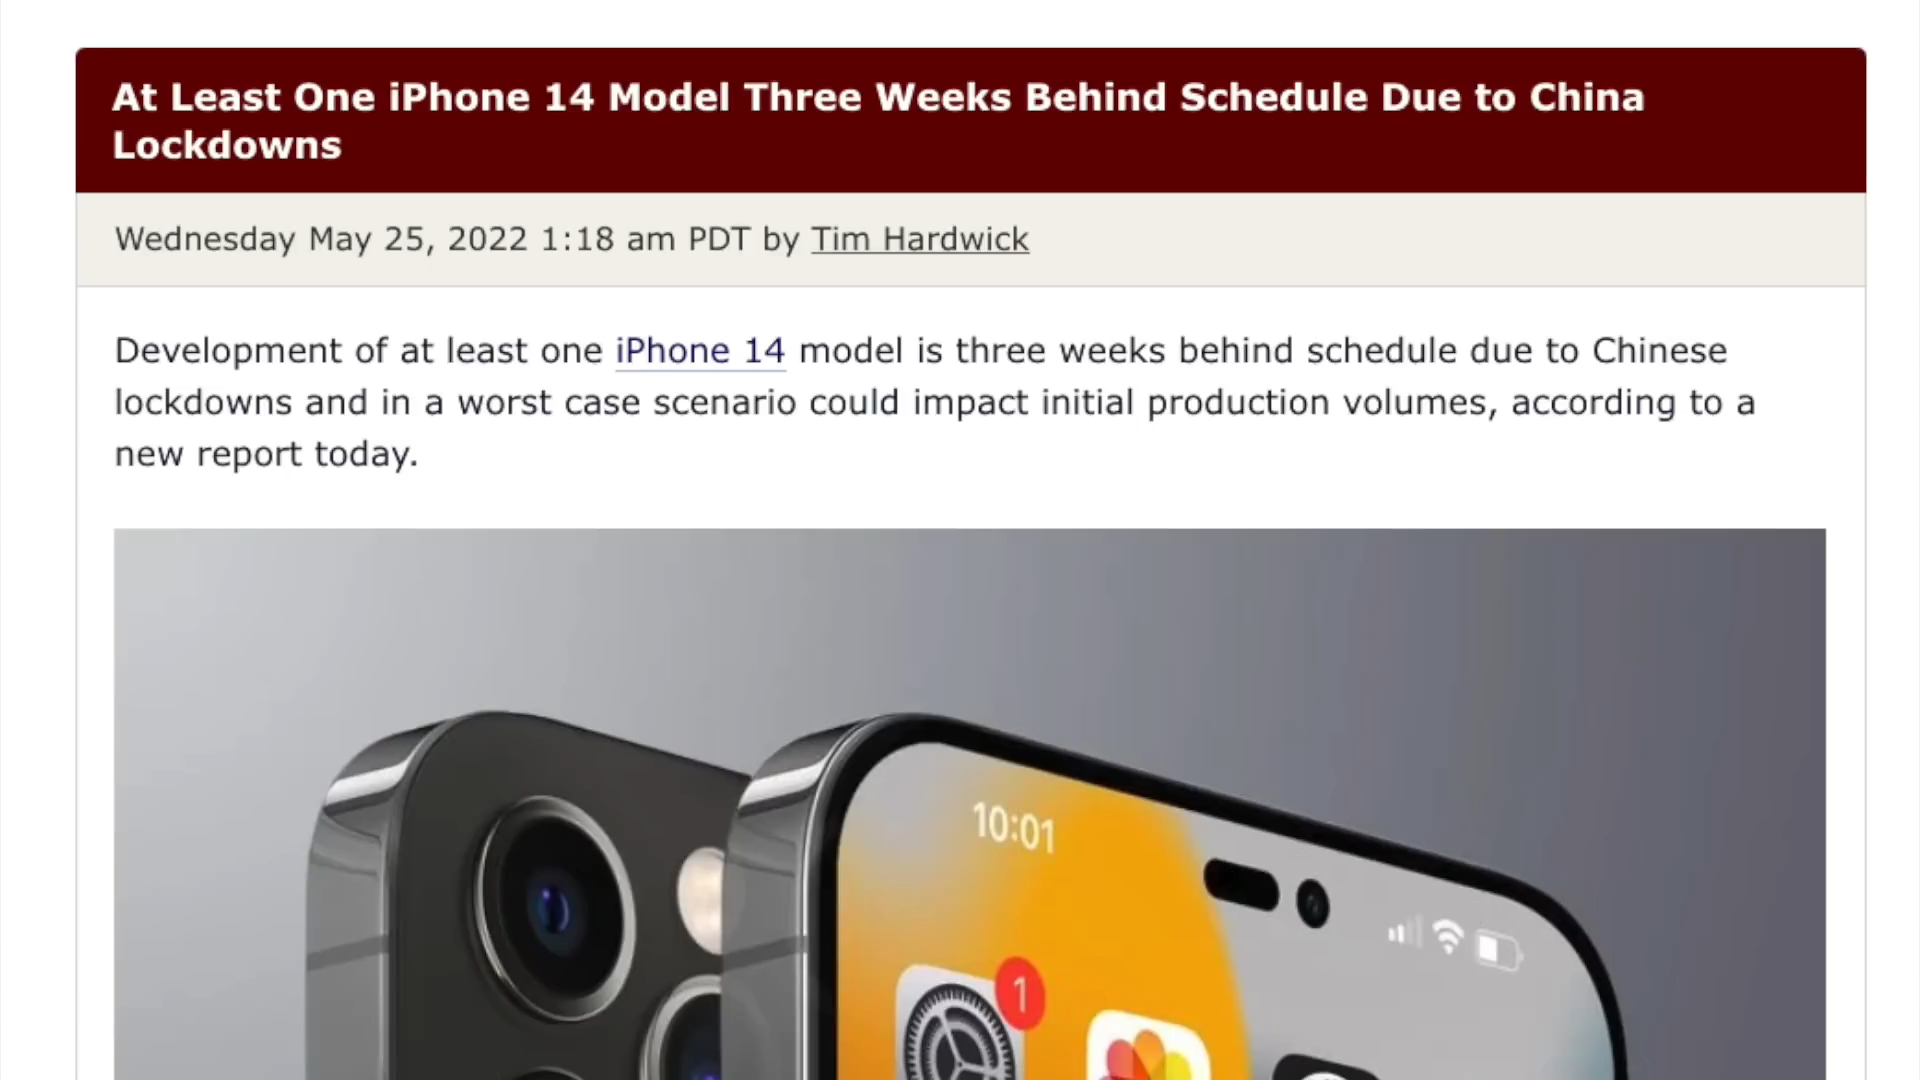 At Least One iPhone 14 Model Three Weeks Behind Schedule Due to China
Lockdowns
Wednesday May 25, 2022 1:18 am PDT by Tim Hardwick
Development of at least one iPhone 14 model is three weeks behind schedule due to Chinese
lockdowns and in a worst case scenario could impact initial production volumes, according to a
new report today.
10:01
1